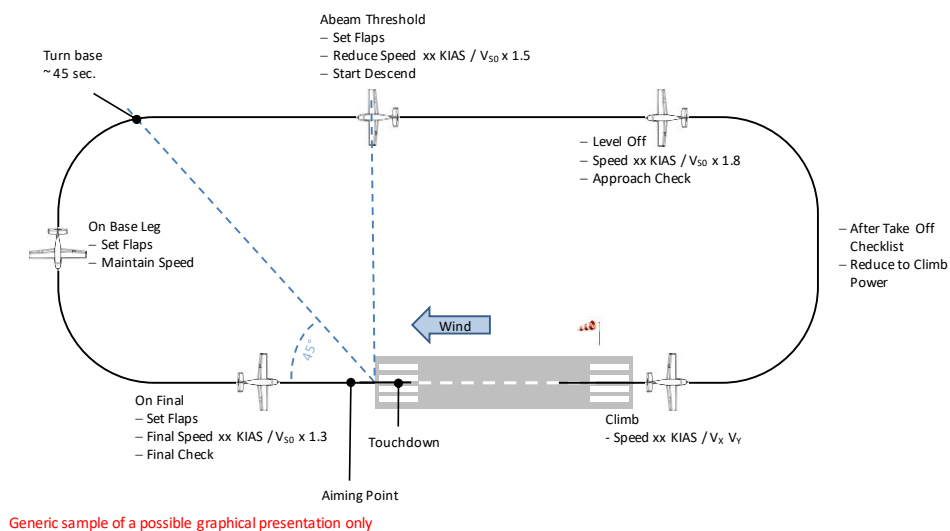 Abeam Threshold
– Set Flaps
– Reduce Speed xx KIAS / VS0 x 1.5
– Start Descend
Turn base
~ 45 sec.
– Level Off
– Speed xx KIAS / VS0 x 1.8
– Approach Check
On Base Leg
– Set Flaps
– Maintain Speed
– After Take Off
Checklist
– Reduce to Climb
Power
Wind
45°
On Final
– Set Flaps
– Final Speed xx KIAS / VS0 x 1.3
– Final Check
Touchdown
Climb
- Speed xx KIAS / VX VY
Aiming Point
Generic sample of a possible graphical presentation only